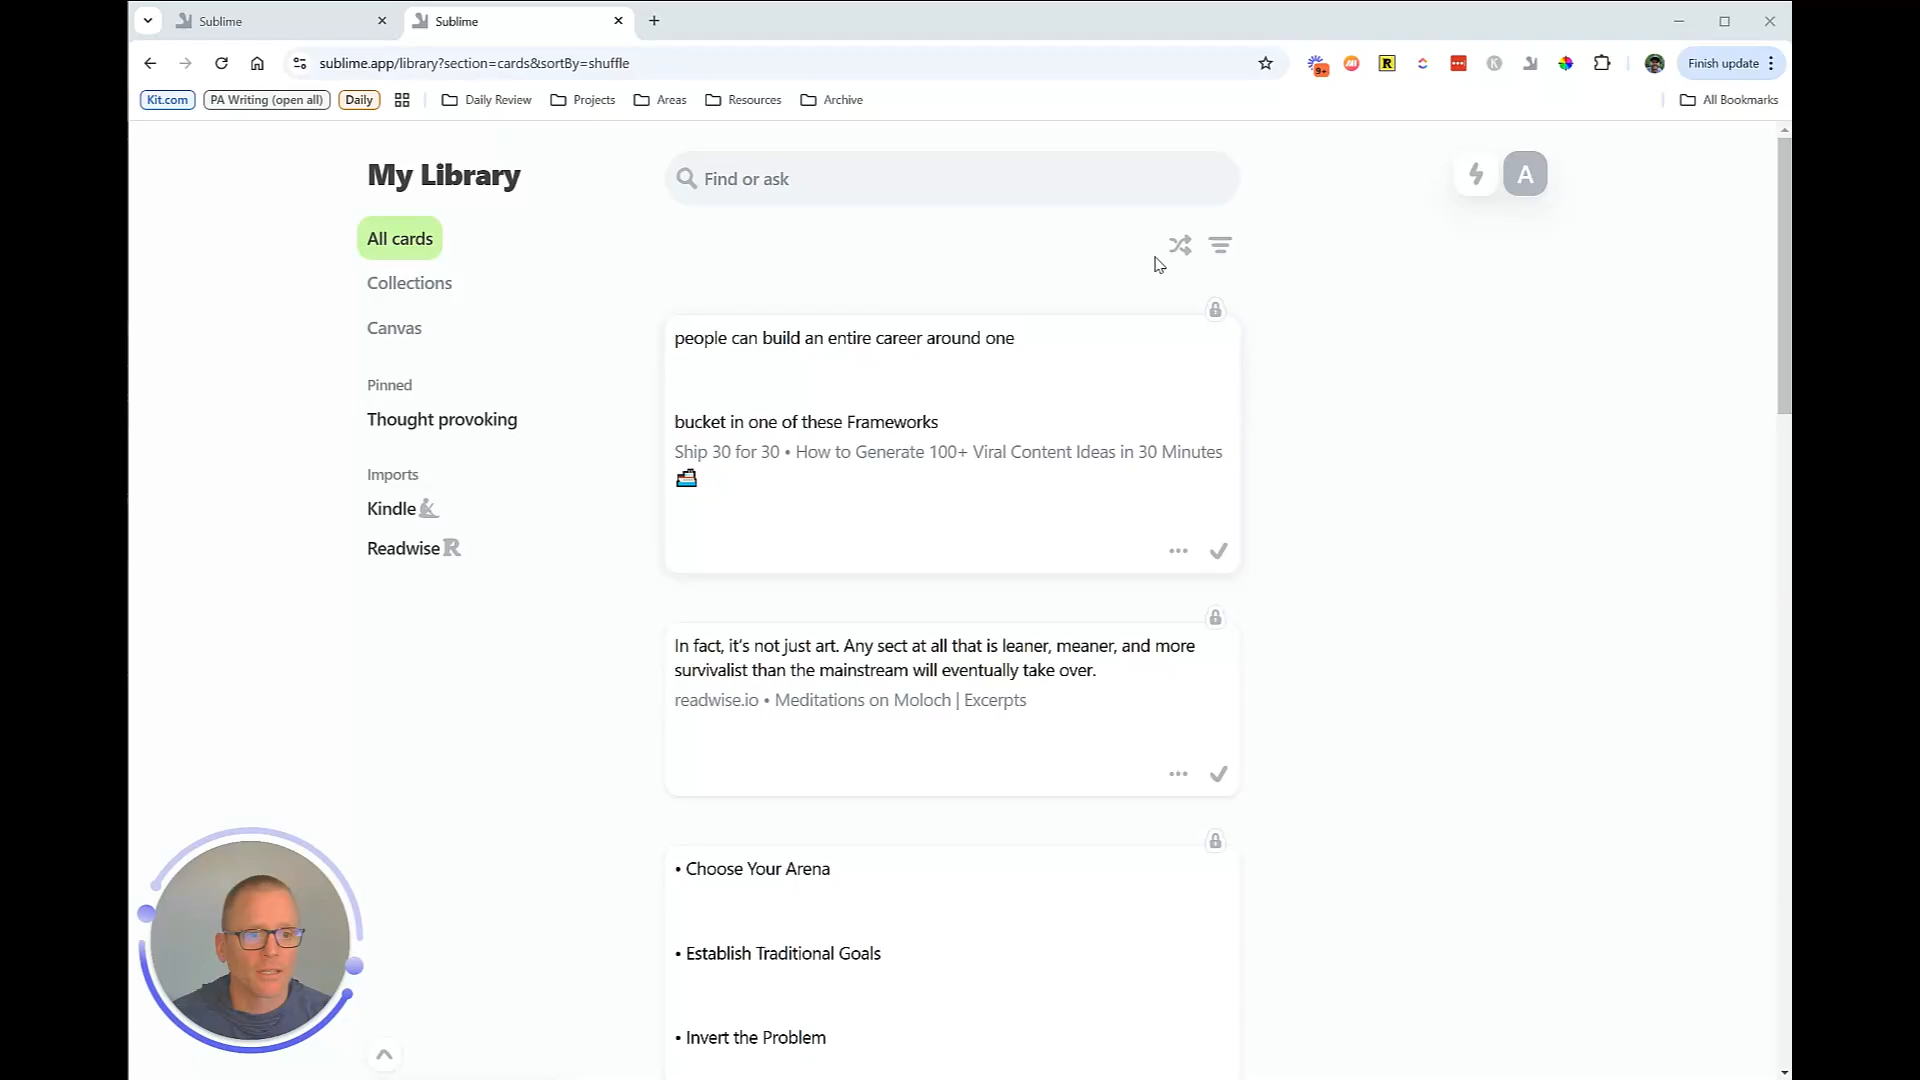 Sublime
Sublime
sublime.app/library?section=cards&sortBy=shuffle
9+
Finish update
Kit.com
PA Writing (open all)
Daily
Daily Review
Projects
Areas
Resources
Archive
All Bookmarks
My Library
Find or ask
A
All cards
Collections
Canvas
Pinned
Thought provoking
Imports
Kindle
Readwise R
people can build an entire career around one
bucket in one of these Frameworks
Ship 30 for 30 • How to Generate 100+ Viral Content Ideas in 30 Minutes
In fact, it's not just art. Any sect at all that is leaner, meaner, and more
survivalist than the mainstream will eventually take over.
readwise.io • Meditations on Moloch | Excerpts
• Choose Your Arena
• Establish Traditional Goals
• Invert the Problem